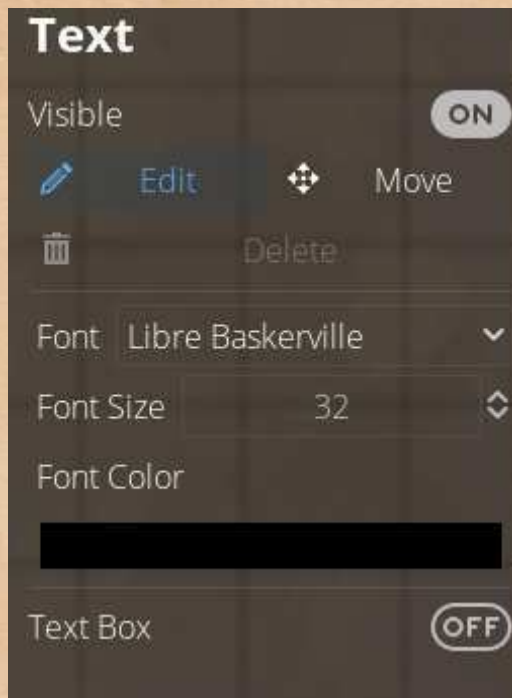 Text
Visible ON
Edit Move
Delete
Font Libre Baskerville
Font Size 32
Font Color
Text Box OFF